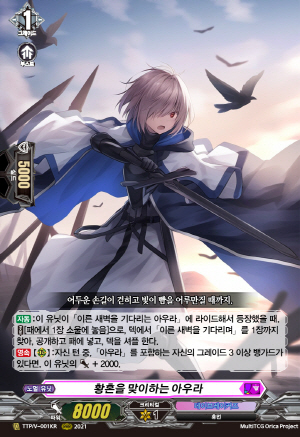 1
그레이드
부스트
5000
실드
어두운 손길이 걷히고 빛이 뺨을 어루만질 때까지.
자동:이 유닛이 「이른 새벽을 기다리는 아우라」에 라이드해서 등장했을 때,
[패에서 1장 소울에 놓음]으로, 덱에서 「이른 새벽을 기다리며」를 1장까지
찾아, 공개하고 패에 넣고, 덱을 셔플 한다.
영속:자신 턴 중, 「아우라」를 포함하는 자신의 그레이드 3 이상 뱅가드가
있다면, 이 유닛의 + 2000.
노멀 유닛
황혼을 맞이하는 아우라
파워
8000
크리티컬
1
휴먼
TTP/V-001KR
2021
MultiTCG Orica Project